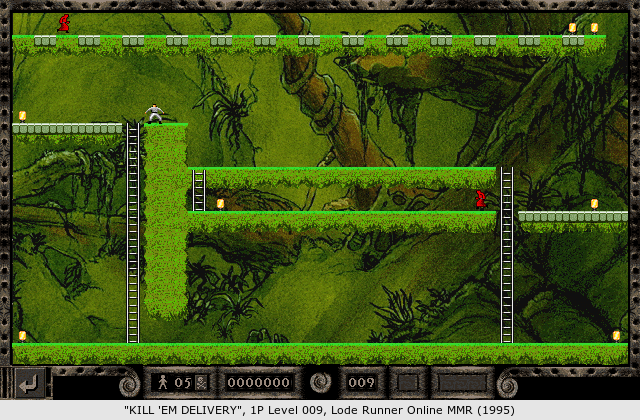 05
0000000
009
"KILL 'EM DELIVERY", 1P Level 009, Lode Runner Online MMR (1995)